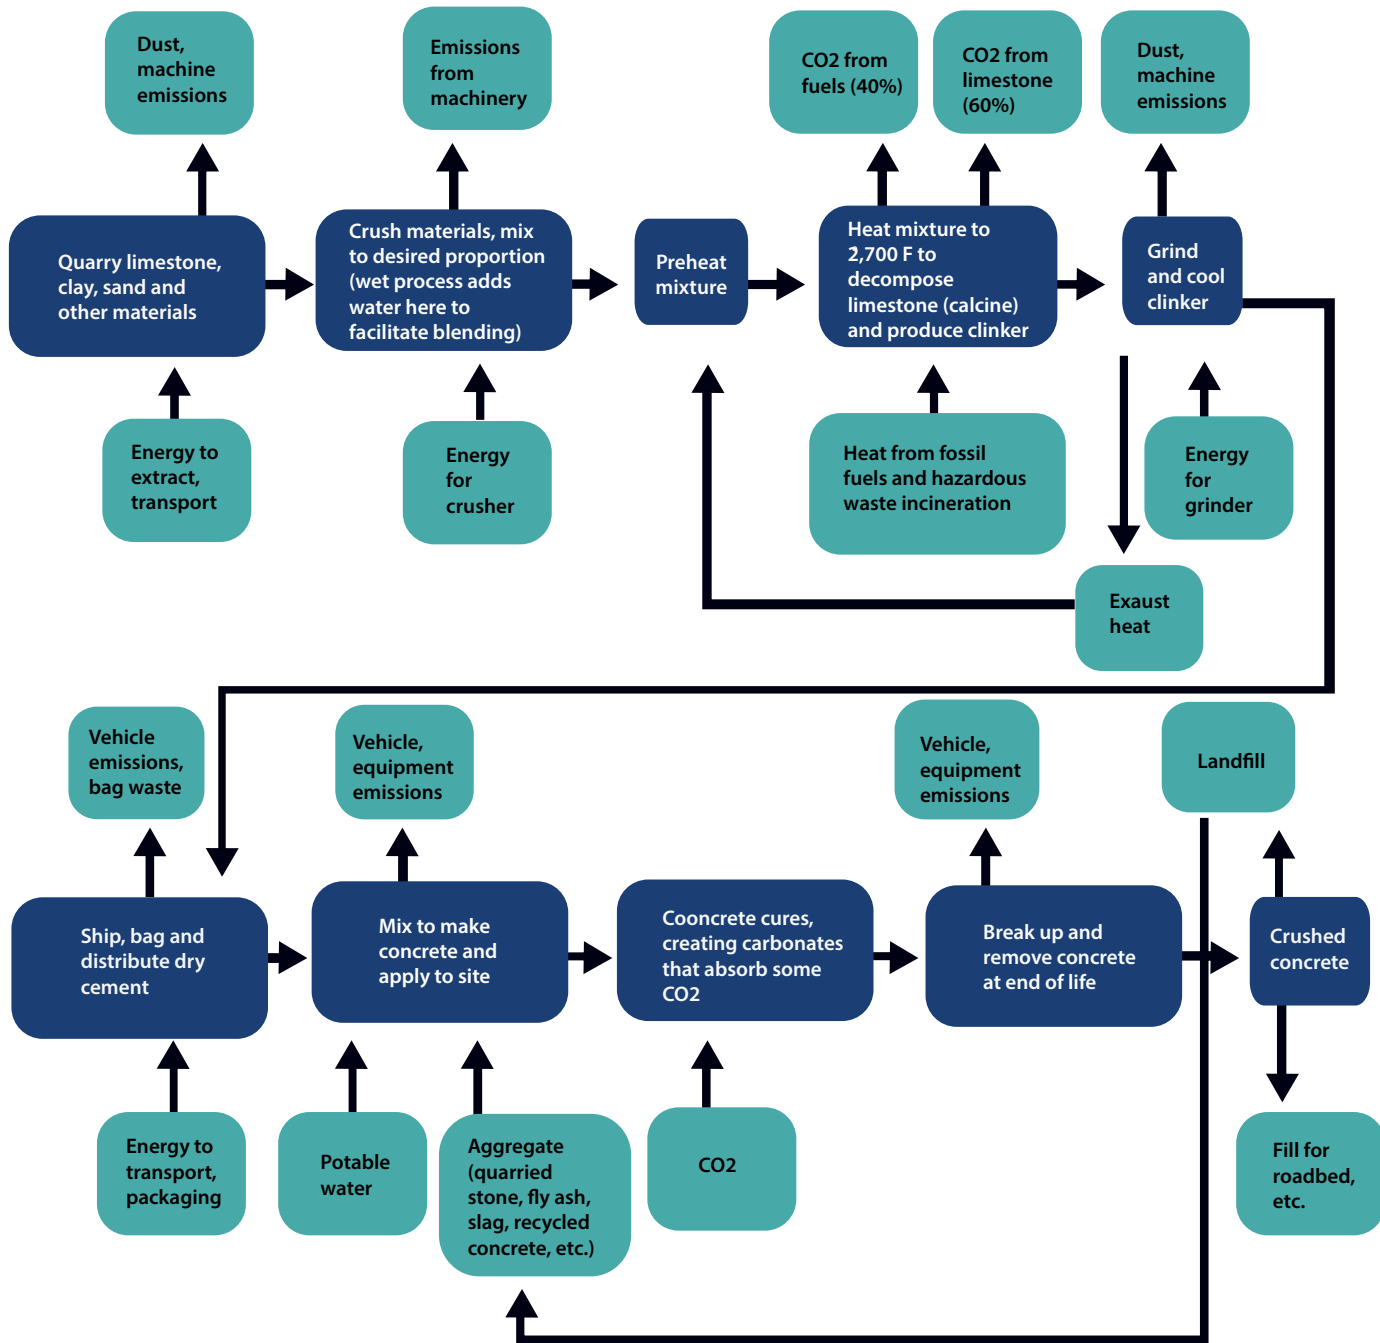 Dust,
machine
emissions
Emissions
from
machinery
CO2 from
fuels (40%)
CO2 from
limestone
(60%)
Dust,
machine
emissions
Quarry limestone,
clay, sand and
other materials
Crush materials, mix
to desired proportion
(wet process adds
water here to
facilitate blending)
Preheat
mixture
Heat mixture to
2,700 F to
decompose
limestone (calcine)
and produce clinker
Grind
and cool
clinker
Energy to
extract,
transport
Energy
for
crusher
Heat from fossil
fuels and hazardous
waste incineration
Energy
for
grinder
Exaust
heat
Vehicle
emissions,
bag waste
Vehicle,
equipment
emissions
Vehicle,
equipment
emissions
Landfill
Ship, bag and
distribute dry
cement
Mix to make
concrete and
apply to site
Cooncrete cures,
creating carbonates
that absorb some
CO2
Break up and
remove concrete
at end of life
Crushed
concrete
Energy to
transport,
packaging
Potable
water
Aggregate
(quarried
stone, fly ash,
slag, recycled
concrete, etc.)
CO2
Fill for
roadbed,
etc.